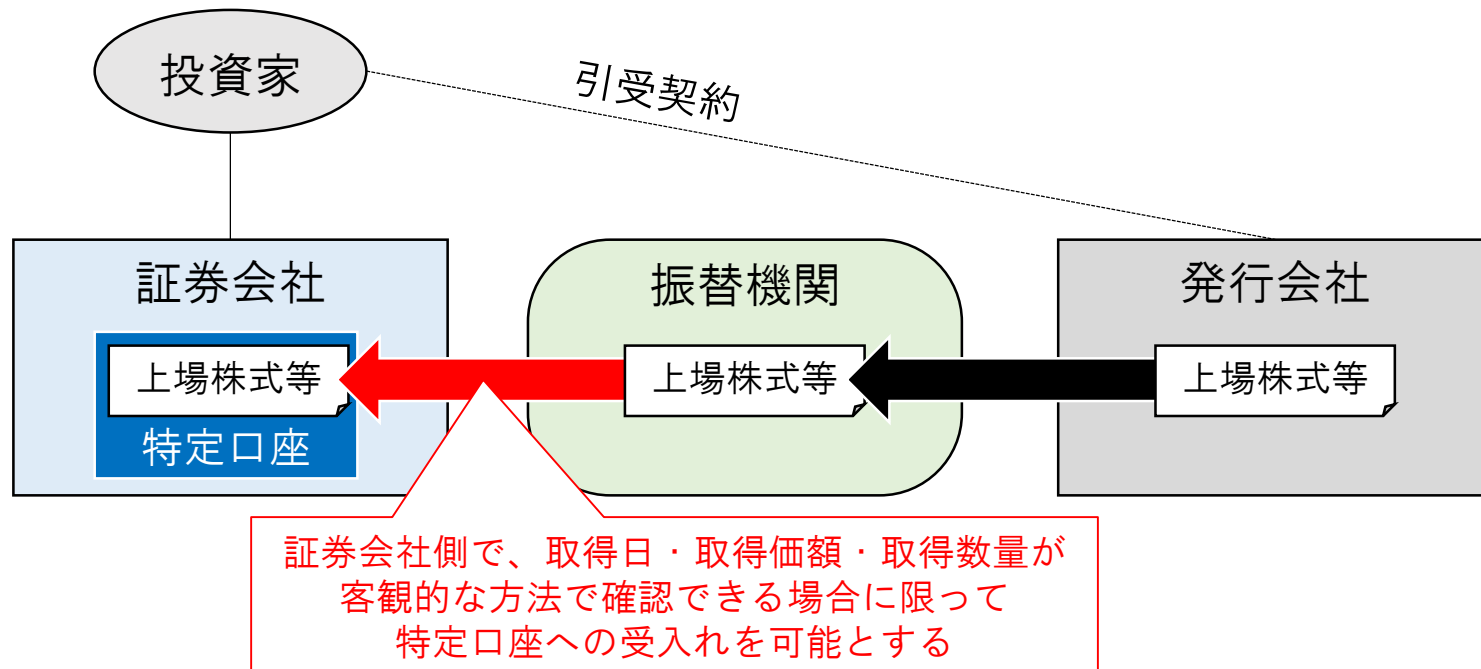 投資家
引受契約
証券会社
振替機関
発行会社
上場株式等
上場株式等
上場株式等
特定口座
証券会社側で、取得日・取得価額・取得数量が
客観的な方法で確認できる場合に限って
特定口座への受入れを可能とする